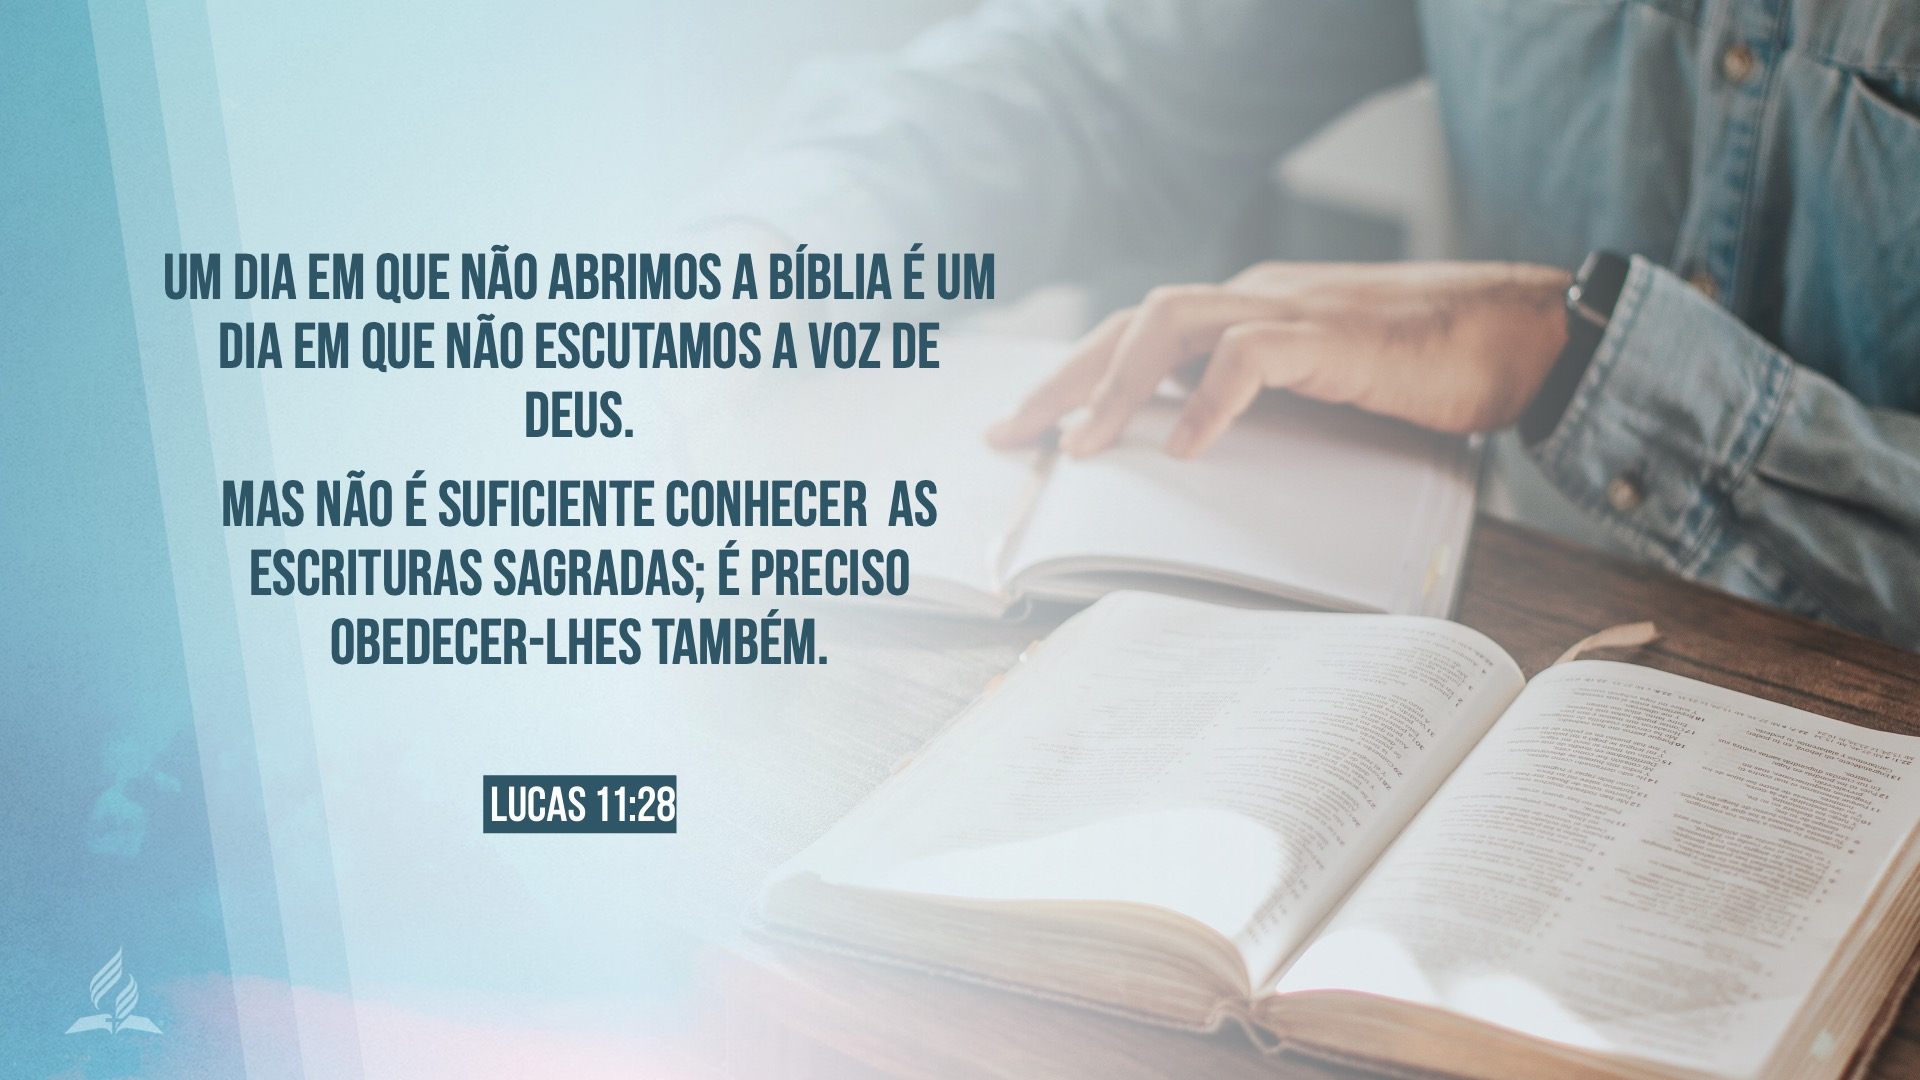 UM DIA EM QUE NÃO ABRIMOS A BÍBLIA É UM
DIA EM QUE NÃO ESCUTAMOS A VOZ DE
DEUS.
MAS NÃO É SUFICIENTE CONHECER  AS
ESCRITURAS SAGRADAS; É PRECISO
OBEDECER-LHES TAMBÉM.
LUCAS 11:28